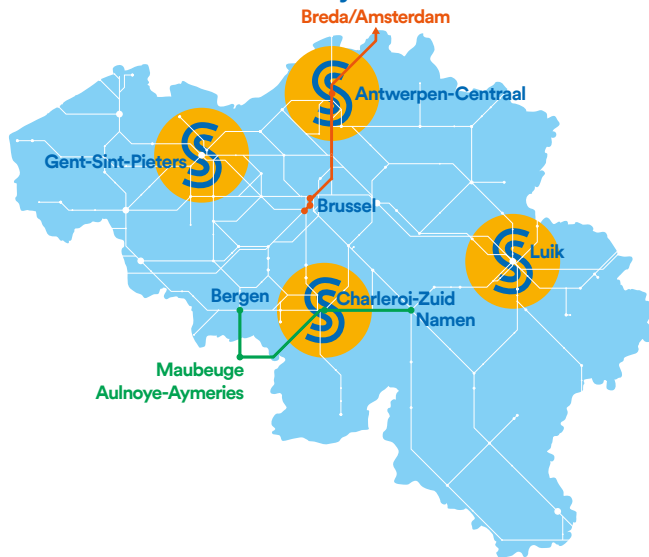 Breda/Amsterdam
Antwerpen-Centraal
Gent-Sint-Pieters
Brussel
Luik
Bergen
Charleroi-Zuid
Namen
Maubeuge
Aulnoye-Aymeries